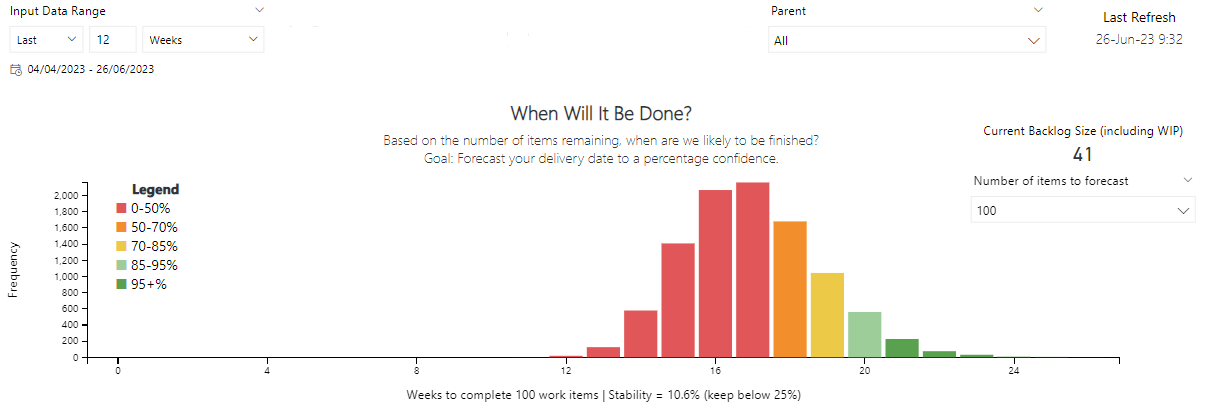 Input Data Range
Last 12 Weeks
04/04/2023 - 26/06/2023
Parent
All
Last Refresh
26-Jun-23 9:32
When Will It Be Done?
Based on the number of items remaining, when are we likely to be finished?
Goal: Forecast your delivery date to a percentage confidence.
Current Backlog Size (including WIP)
41
Number of items to forecast
100
Legend
0-50%
50-70%
70-85%
85-95%
95+%
Frequency
2,000
1,800
1,600
1,400
1,200
1,000
800
600
400
200
0
0 4 8 12 16 20 24
Weeks to complete 100 work items | Stability = 10.6% (keep below 25%)